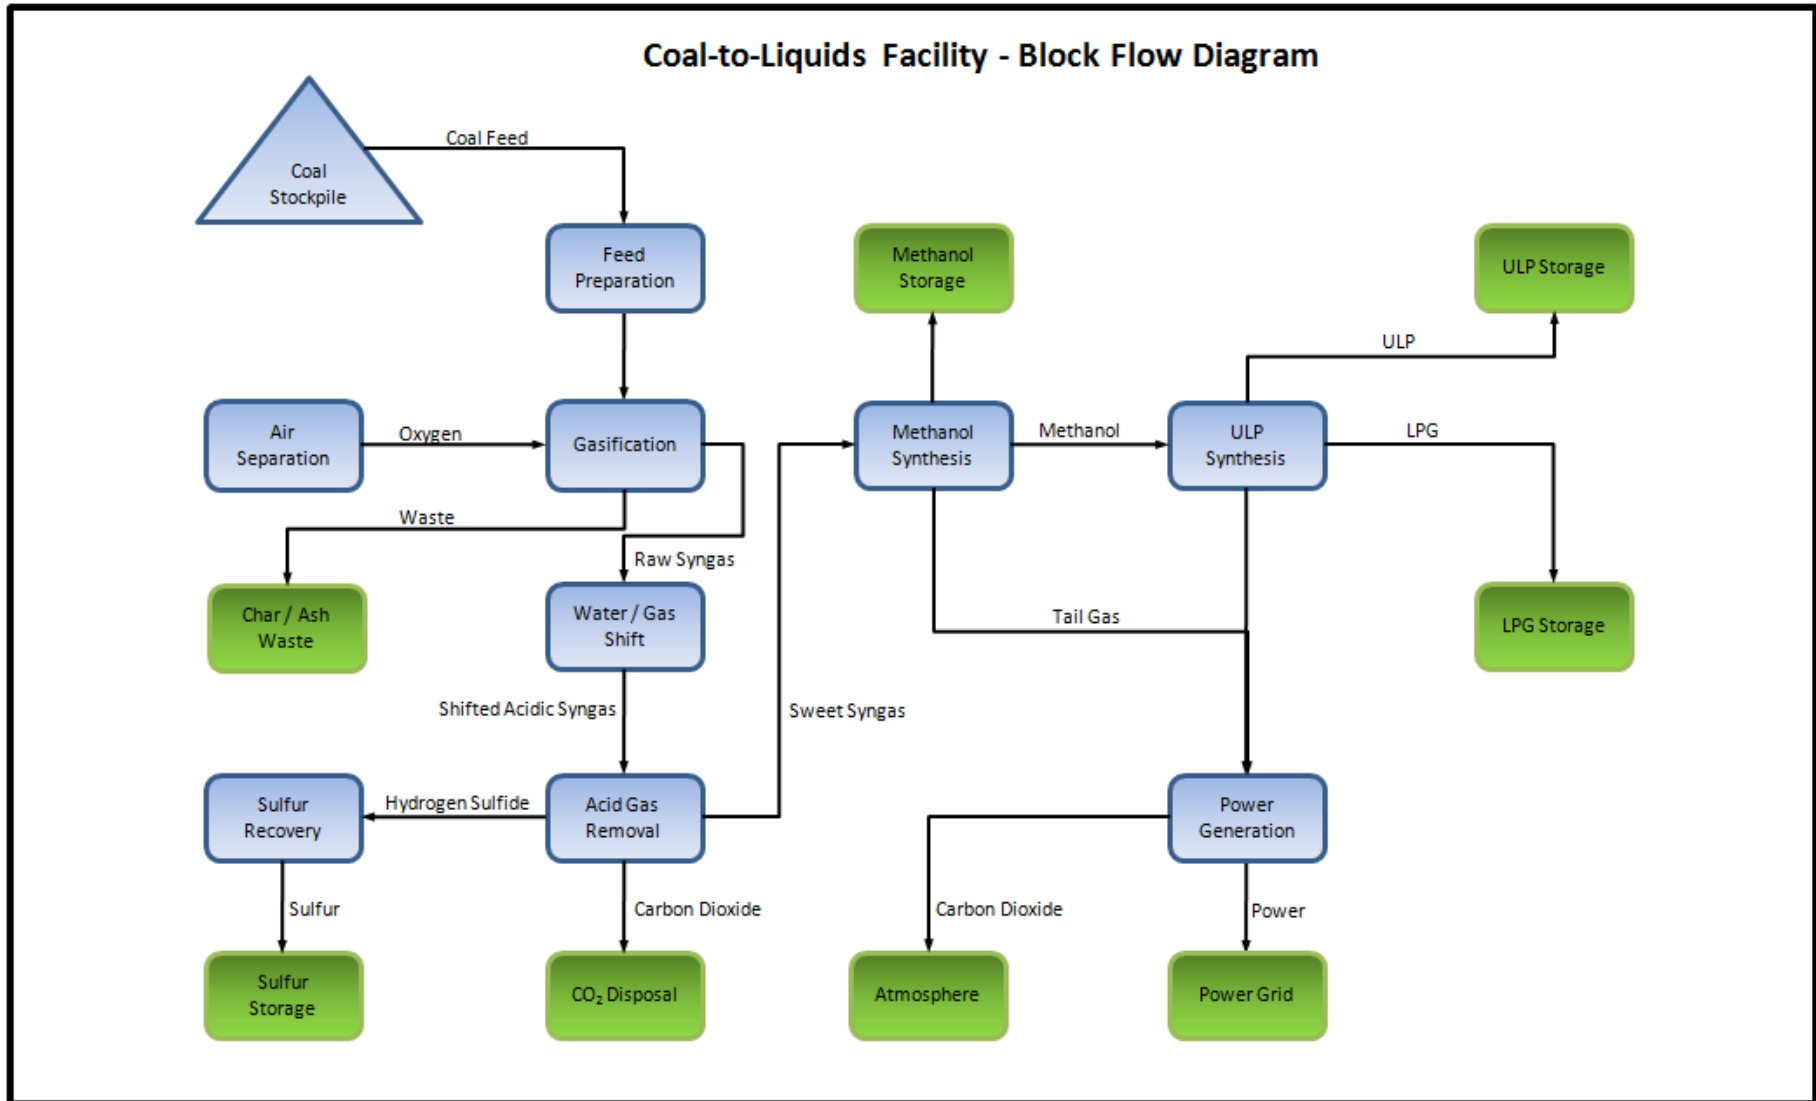 Coal-to-Liquids Facility - Block Flow Diagram
Coal Feed
Coal
Stockpile
Feed
Preparation
Methanol
Storage
ULP Storage
ULP
Air
Separation
Oxygen
Gasification
Methanol
Synthesis
Methanol
ULP
Synthesis
LPG
Waste
Raw Syngas
Char / Ash
Waste
Water / Gas
Shift
Tail Gas
LPG Storage
Shifted Acidic Syngas
Sweet Syngas
Sulfur
Recovery
Hydrogen Sulfide
Acid Gas
Removal
Power
Generation
Sulfur
Carbon Dioxide
Carbon Dioxide
Power
Sulfur
Storage
CO₂ Disposal
Atmosphere
Power Grid